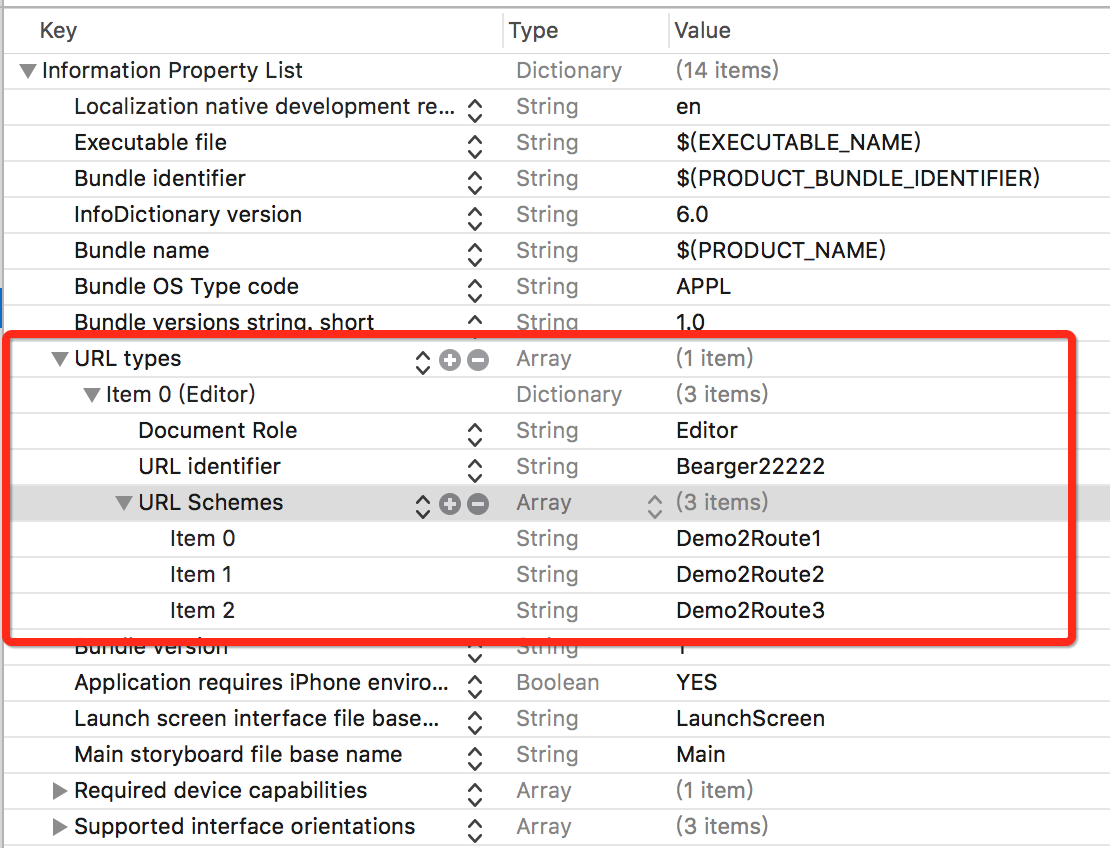 Key Type Value
Information Property List Dictionary (14 items)
Localization native development re... String en
Executable file String $(EXECUTABLE_NAME)
Bundle identifier String $(PRODUCT_BUNDLE_IDENTIFIER)
InfoDictionary version String 6.0
Bundle name String $(PRODUCT_NAME)
Bundle OS Type code String APPL
Bundle versions string, short String 1.0
URL types Array (1 item)
Item 0 (Editor) Dictionary (3 items)
Document Role String Editor
URL identifier String Bearger22222
URL Schemes Array (3 items)
Item 0 String Demo2Route1
Item 1 String Demo2Route2
Item 2 String Demo2Route3
Bundle version String 1
Application requires iPhone enviro... Boolean YES
Launch screen interface file base... String LaunchScreen
Main storyboard file base name String Main
Required device capabilities Array (1 item)
Supported interface orientations Array (3 items)